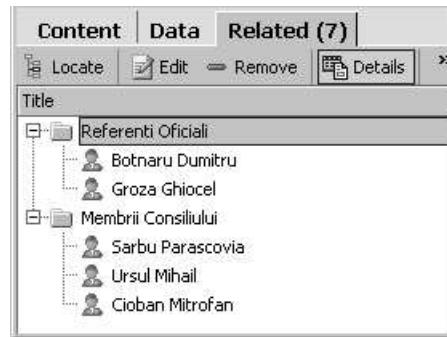 Content Data Related (7)
Locate Edit Remove Details »
Title
Referenti Oficiali
Botnaru Dumitru
Groza Ghiocel
Membrii Consiliului
Sarbu Parascovia
Ursul Mihail
Cioban Mitrofan